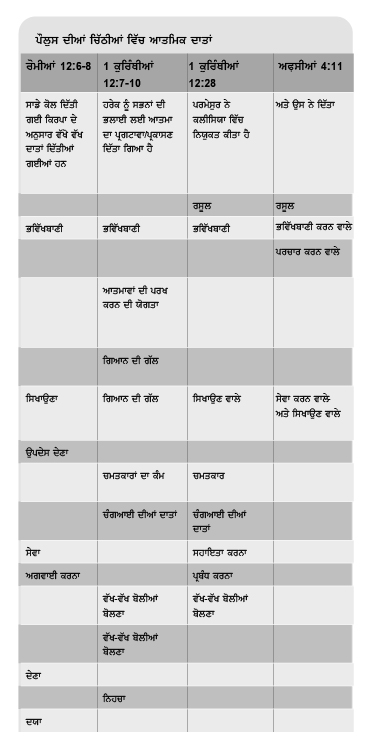 ਪੌਲੁਸ ਦੀਆਂ ਚਿੱਠੀਆਂ ਵਿੱਚ ਆਤਮਿਕ ਦਾਤਾਂ
ਰੋਮੀਆਂ 12:6-8
1 ਕੁਰਿੰਥੀਆਂ
12:7-10
1 ਕੁਰਿੰਥੀਆਂ
12:28
ਅਫਸੀਆਂ 4:11
ਸਾਡੇ ਕੋਲ ਦਿੱਤੀ
ਗਈ ਕਿਰਪਾ ਦੇ
ਅਨੁਸਾਰ ਵੱਖੋ ਵੱਖ
ਦਾਤਾਂ ਦਿੱਤੀਆਂ
ਗਈਆਂ ਹਨ
ਹਰੇਕ ਨੂੰ ਸਭਨਾਂ ਦੀ
ਭਲਾਈ ਲਈ ਆਤਮਾ
ਦਾ ਪ੍ਰਗਟਾਵਾ/ਪ੍ਰਕਾਸਣ
ਦਿੱਤਾ ਗਿਆ ਹੈ
ਪਰਮੇਸ਼ੁਰ ਨੇ
ਕਲੀਸਿਯਾ ਵਿੱਚ
ਨਿਯੁਕਤ ਕੀਤਾ ਹੈ
ਅਤੇ ਉਸ ਨੇ ਦਿੱਤਾ
ਰਸੂਲ
ਰਸੂਲ
ਭਵਿੱਖਬਾਣੀ
ਭਵਿੱਖਬਾਣੀ
ਭਵਿੱਖਬਾਣੀ
ਭਵਿੱਖਬਾਣੀ ਕਰਨ ਵਾਲੇ
ਪਰਚਾਰ ਕਰਨ ਵਾਲੇ
ਆਤਮਾਵਾਂ ਦੀ ਪਰਖ
ਕਰਨ ਦੀ ਯੋਗਤਾ
ਗਿਆਨ ਦੀ ਗੱਲ
ਸਿਖਾਉਣਾ
ਗਿਆਨ ਦੀ ਗੱਲ
ਸਿਖਾਉਣ ਵਾਲੇ
ਸੇਵਾ ਕਰਨ ਵਾਲੇ
ਅਤੇ ਸਿਖਾਉਣ ਵਾਲੇ
ਉਪਦੇਸ ਦੇਣਾ
ਚਮਤਕਾਰਾਂ ਦਾ ਕੰਮ
ਚਮਤਕਾਰ
ਚੰਗਆਈ ਦੀਆਂ ਦਾਤਾਂ
ਚੰਗਆਈ ਦੀਆਂ
ਦਾਤਾਂ
ਸੇਵਾ
ਸਹਾਇਤਾ ਕਰਨਾ
ਅਗਵਾਈ ਕਰਨਾ
ਪ੍ਰਬੰਧ ਕਰਨਾ
ਵੱਖ-ਵੱਖ ਬੋਲੀਆਂ
ਬੋਲਣਾ
ਵੱਖ-ਵੱਖ ਬੋਲੀਆਂ
ਬੋਲਣਾ
ਵੱਖ-ਵੱਖ ਬੋਲੀਆਂ
ਬੋਲਣਾ
ਦੇਣਾ
ਨਿਹਚਾ
ਦਯਾ